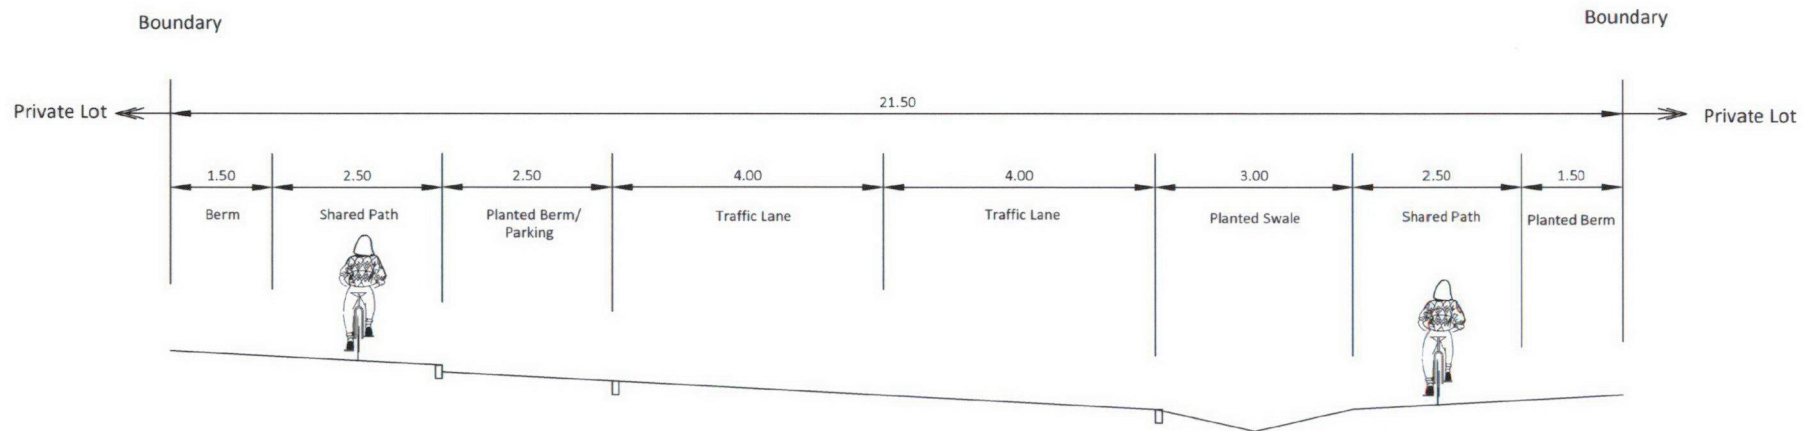 Boundary
Boundary
Private Lot
21.50
Private Lot
1.50
2.50
2.50
4.00
4.00
3.00
2.50
1.50
Berm
Shared Path
Planted Berm/
Parking
Traffic Lane
Traffic Lane
Planted Swale
Shared Path
Planted Berm